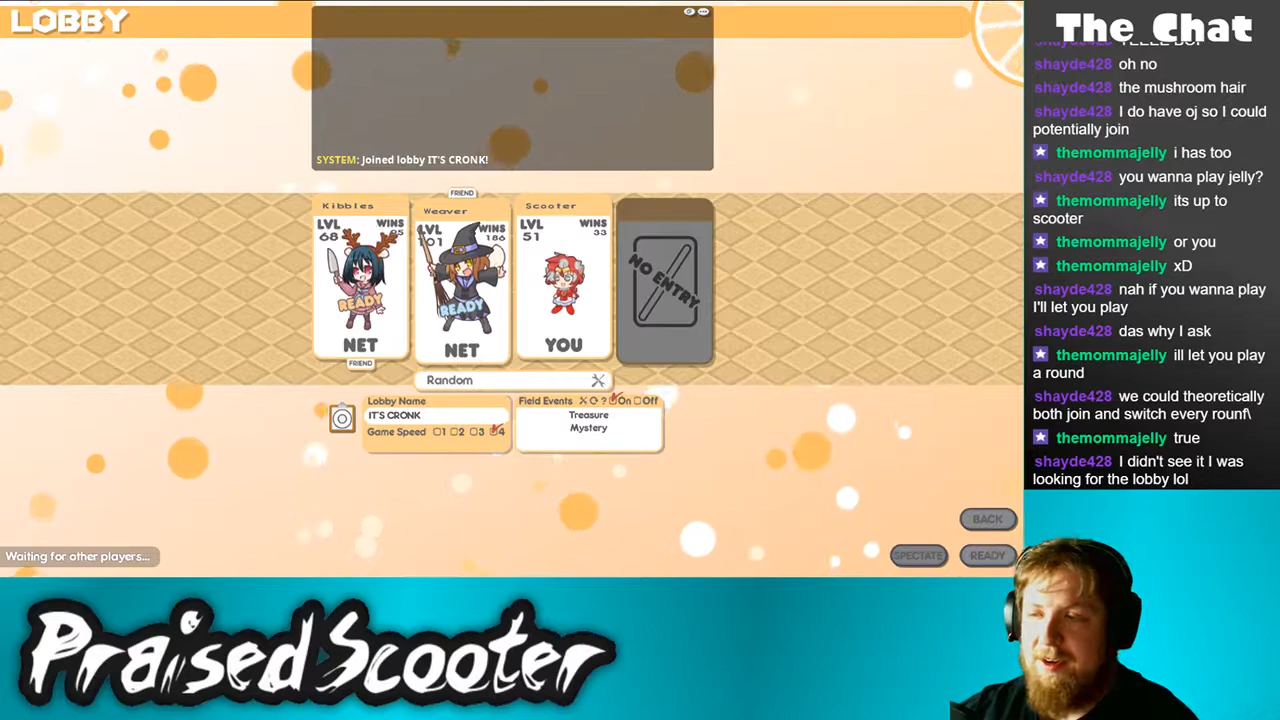 LOBBY
SYSTEM: Joined lobby IT'S CRONK!
FRIEND
Kibbles
Weaver
Scooter
LVL 68 WINS
LVL 101 WINS 186
LVL 51 WINS 33
READY
READY
NO ENTRY
NET
NET
YOU
FRIEND
Random
Lobby Name
IT'S CRONK
Game Speed 1 2 3 4
Field Events ? On Off
Treasure
Mystery
BACK
SPECTATE
READY
Waiting for other players...
PraisedScooter
The Chat
shayde428 oh no
shayde428 the mushroom hair
shayde428 I do have oj so I could
potentially join
themommajelly i has too
shayde428 you wanna play jelly?
themommajelly its up to
scooter
themommajelly or you
themommajelly xD
shayde428 nah if you wanna play
I'll let you play
shayde428 das why I ask
themommajelly ill let you play
a round
shayde428 we could theoretically
both join and switch every rounf\
themommajelly true
shayde428 I didn't see it I was
looking for the lobby lol